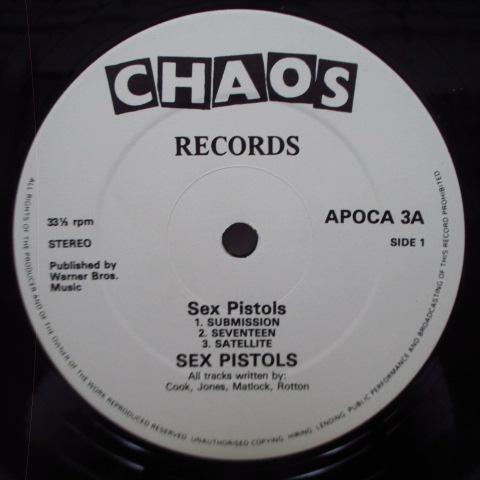 CHAOS
RECORDS
33⅓ rpm
STEREO
Published by
Warner Bros.
Music
APOCA 3A
SIDE 1
Sex Pistols
1. SUBMISSION
2. SEVENTEEN
3. SATELLITE
SEX PISTOLS
All tracks written by:
Cook, Jones, Matlock, Rotton
ALL RIGHTS OF THE PRODUCER AND OF THE OWNER OF THE WORK REPRODUCED RESERVED. UNAUTHORISED COPYING. HIRING. LENDING. PUBLIC PERFORMANCE AND BROADCASTING OF THIS RECORD PROHIBITED